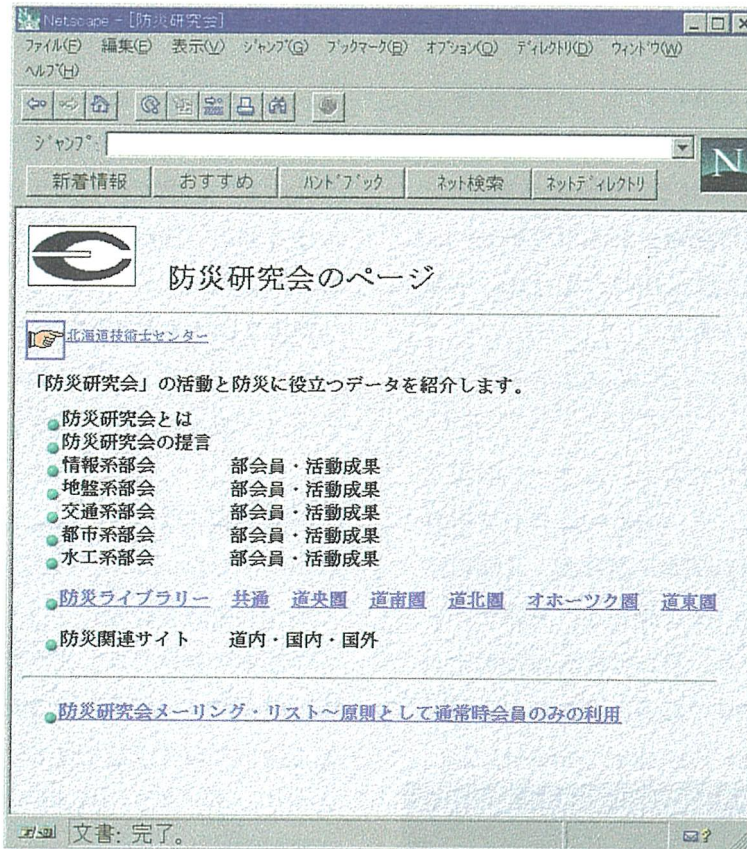 Netscape - [防災研究会]
ファイル(F) 編集(E) 表示(V) ジャンプ(G) ブックマーク(B) オプション(O) ディレクトリ(D) ウィンドウ(W)
ヘルプ(H)
ジャンプ:
N
新着情報 おすすめ ハンドブック ネット検索 ネットディレクトリ
防災研究会のページ
北海道技術士センター
「防災研究会」の活動と防災に役立つデータを紹介します。
防災研究会とは
防災研究会の提言
情報系部会 部会員・活動成果
地盤系部会 部会員・活動成果
交通系部会 部会員・活動成果
都市系部会 部会員・活動成果
水工系部会 部会員・活動成果
防災ライブラリー 共通 道央圏 道南圏 道北圏 オホーツク圏 道東圏
防災関連サイト 道内・国内・国外
防災研究会メーリング・リスト～原則として通常時会員のみの利用
文書: 完了。